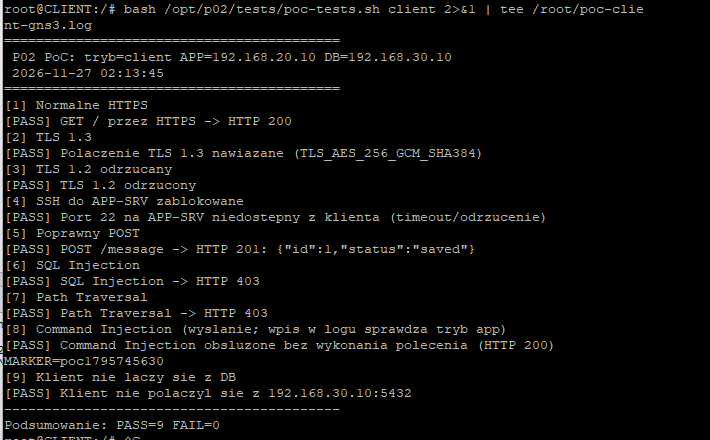 root@CLIENT:/# bash /opt/p02/tests/poc-tests.sh client 2>&1 | tee /root/poc-clie
nt-gns3.log
==========================================
 P02 PoC: tryb=client APP=192.168.20.10 DB=192.168.30.10
 2026-11-27 02:13:45
==========================================
[1] Normalne HTTPS
[PASS] GET / przez HTTPS -> HTTP 200
[2] TLS 1.3
[PASS] Polaczenie TLS 1.3 nawiazane (TLS_AES_256_GCM_SHA384)
[3] TLS 1.2 odrzucany
[PASS] TLS 1.2 odrzucony
[4] SSH do APP-SRV zablokowane
[PASS] Port 22 na APP-SRV niedostepny z klienta (timeout/odrzucenie)
[5] Poprawny POST
[PASS] POST /message -> HTTP 201: {"id":1,"status":"saved"}
[6] SQL Injection
[PASS] SQL Injection -> HTTP 403
[7] Path Traversal
[PASS] Path Traversal -> HTTP 403
[8] Command Injection (wyslanie; wpis w logu sprawdza tryb app)
[PASS] Command Injection obsluzone bez wykonania polecenia (HTTP 200)
MARKER=poc1795745630
[9] Klient nie laczy sie z DB
[PASS] Klient nie polaczyl sie z 192.168.30.10:5432
------------------------------------------
Podsumowanie: PASS=9 FAIL=0
root@CLIENT:/# ^C